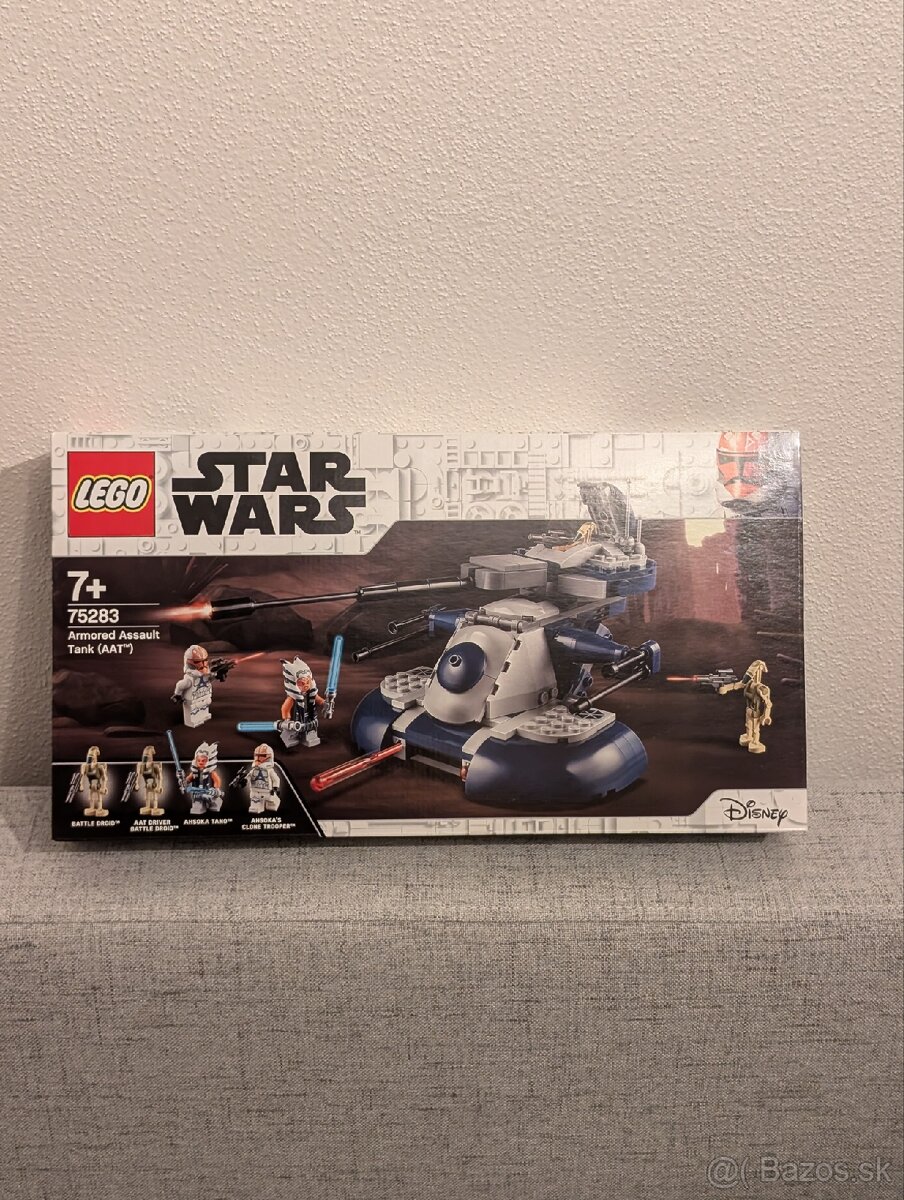 LEGO
STAR
WARS™
7+
75283
Armored Assault
Tank (AAT™)
BATTLE DROID™
AAT DRIVER
BATTLE DROID™
AHSOKA TANO™
AHSOKA'S
CLONE TROOPER™
Disney
@( Bazos.sk